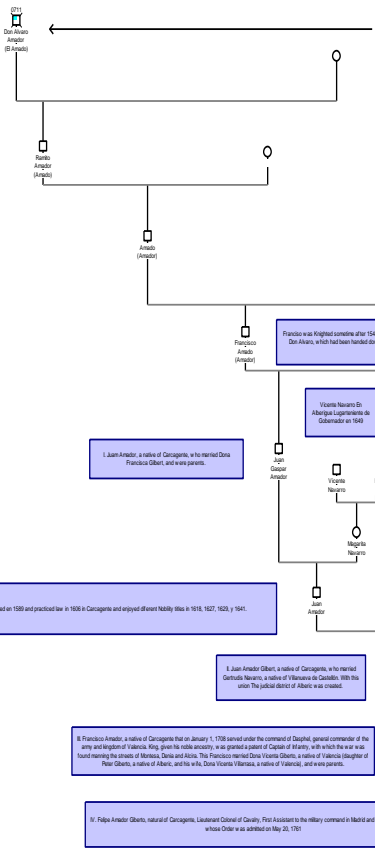 0711
Don Alvaro
Amador
(El Amado)
Ramito
Amador
(Amado)
Amado
(Amador)
Francisco
Amado
(Amador)
Franciso was Knighted sometime after 154
Don Alvaro, which had been handed do
Vicente Navarro En
Alberique Lugarteniente de
Gobernador en 1649
I. Juam Amador, a native of Carcagente, who married Dona
Francisca Gibert, and were parents.
Juan
Gaspar
Amador
Vicente
Navarro
Magarita
Navarro
ed en 1589 and practiced law in 1606 in Carcagente and enjoyed diferent Nobility titles in 1618, 1627, 1629, y 1641.
Juan
Amador
II. Juan Amador Gibert, a native of Carcagente, who married
Gertrudis Navarro, a native of Villanueva de Castellón. With this
union The judicial district of Alberic was created.
III. Francisco Amador, a native of Carcagente that on January 1, 1708 served under the command of Dasphel, general commander of the
army and kingdom of Valencia. King, given his noble ancestry, was granted a patent of Captain of Infantry, with which the war was
found manning the streets of Montesa, Denia and Alcira. This Francisco married Dona Vicenta Giberto, a native of Valencia (daughter of
Peter Giberto, a native of Alberic, and his wife, Dona Vicenta Villarrasa, a native of Valencia), and were parents.
IV. Felipe Amador Giberto, natural of Carcagente, Lieutenant Colonel of Cavalry, First Assistant to the military command in Madrid and
whose Order was admitted on May 20, 1761